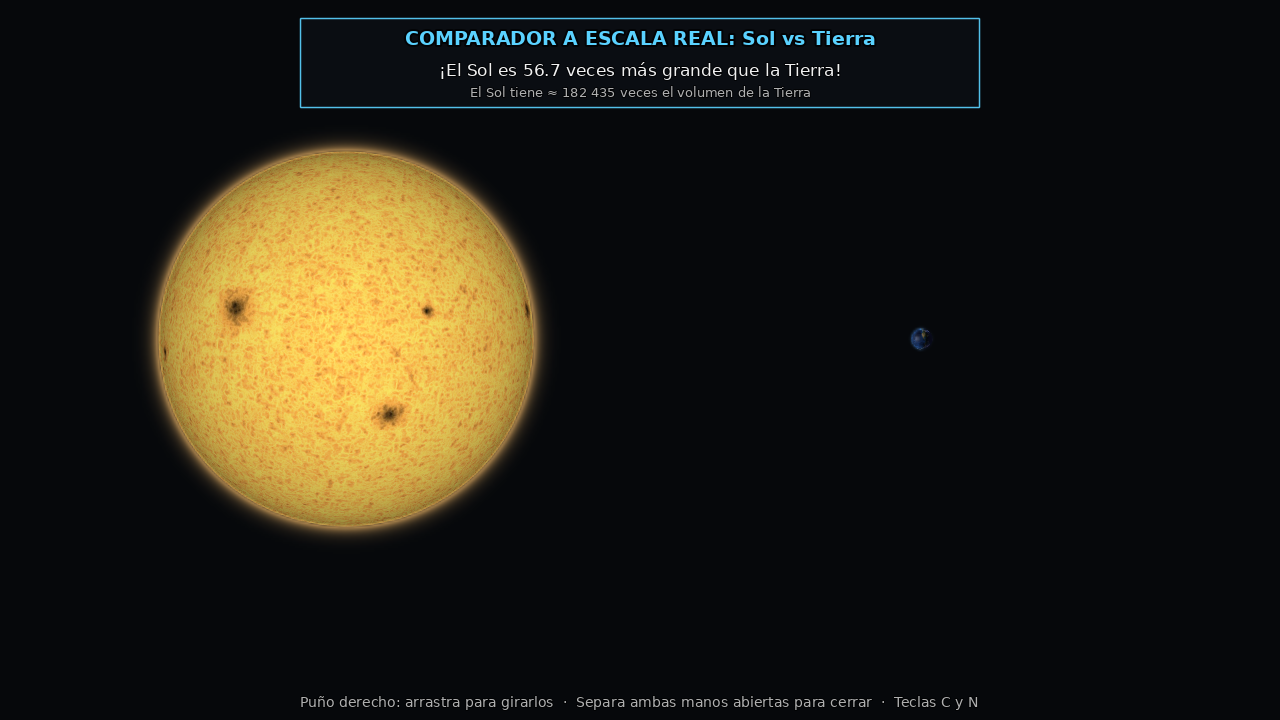 COMPARADOR A ESCALA REAL: Sol vs Tierra
¡El Sol es 56.7 veces más grande que la Tierra!
El Sol tiene ≈ 182 435 veces el volumen de la Tierra
Puño derecho: arrastra para girarlos · Separa ambas manos abiertas para cerrar · Teclas C y N